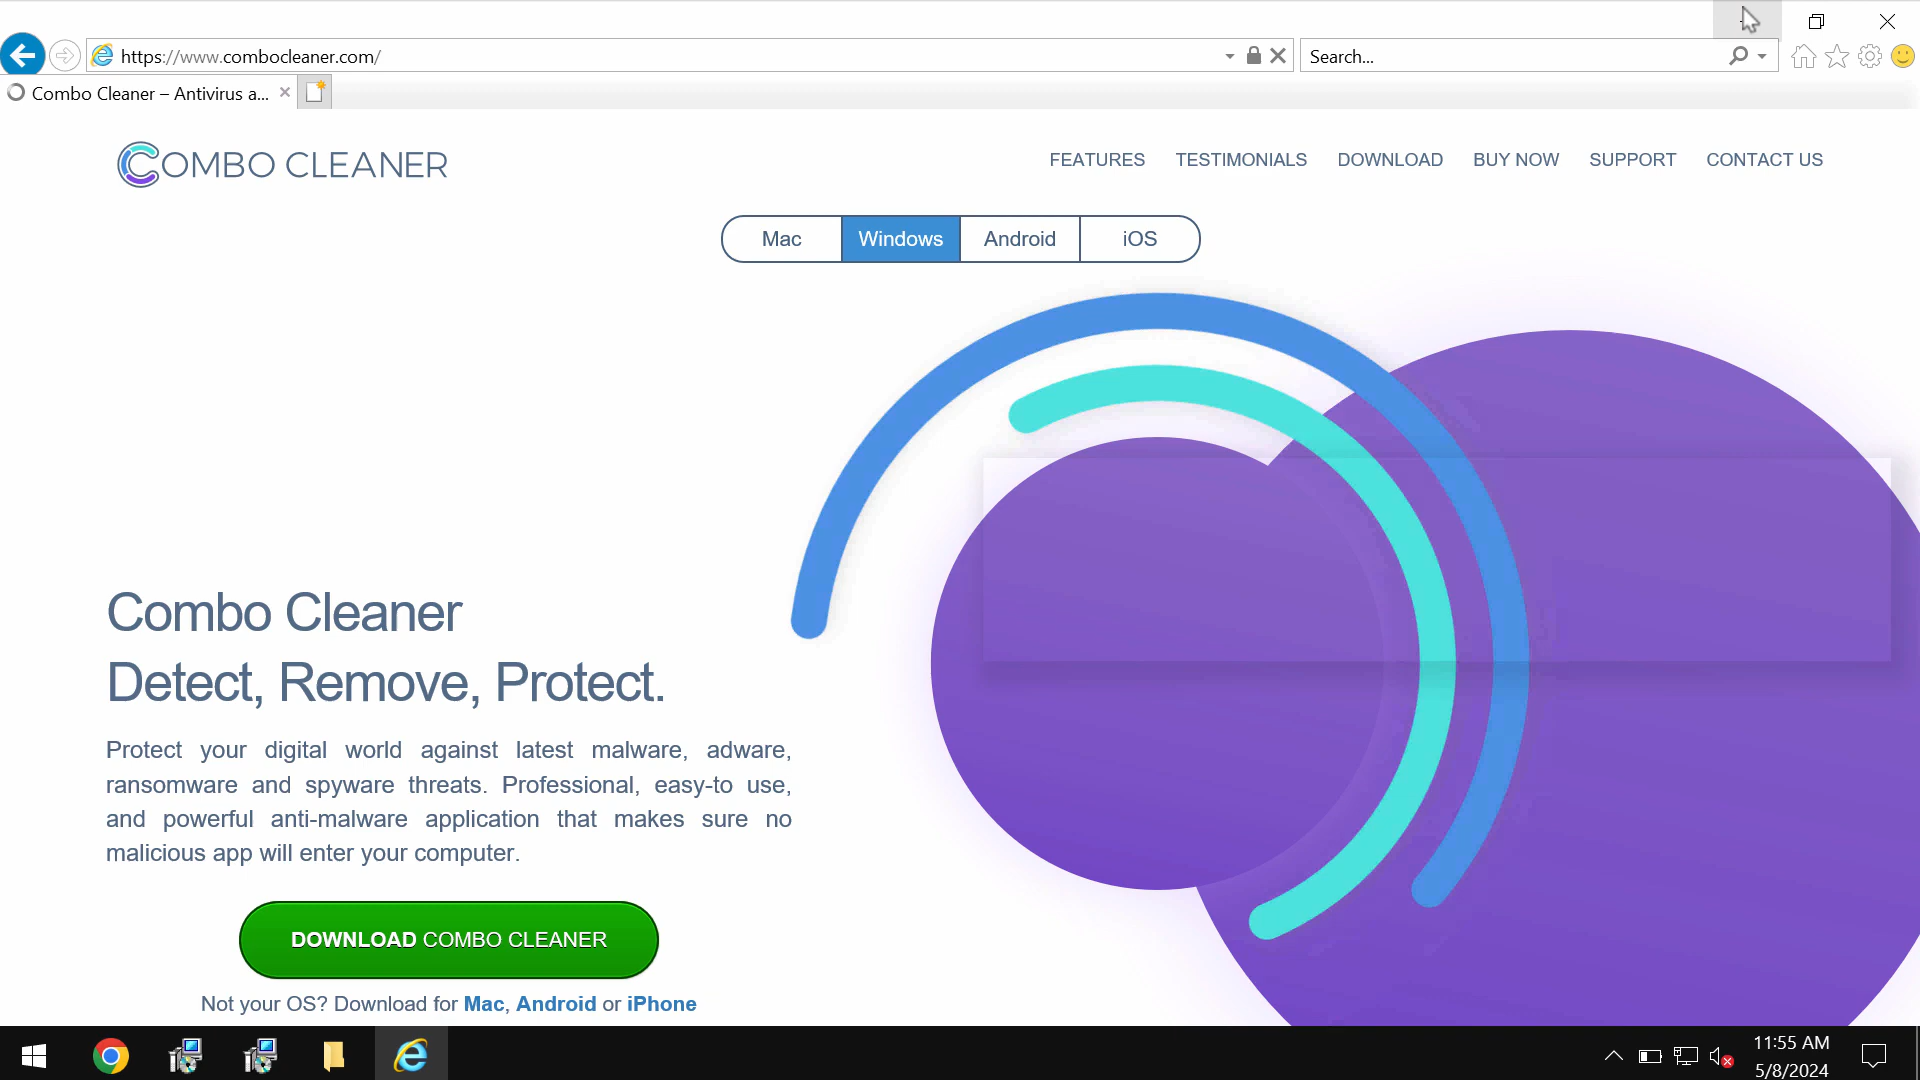 https://www.combocleaner.com/
Search...
Combo Cleaner – Antivirus a...
COMBO CLEANER
FEATURES TESTIMONIALS DOWNLOAD BUY NOW SUPPORT CONTACT US
Mac Windows Android iOS
Combo Cleaner
Detect, Remove, Protect.
Protect your digital world against latest malware, adware,
ransomware and spyware threats. Professional, easy-to use,
and powerful anti-malware application that makes sure no
malicious app will enter your computer.
DOWNLOAD COMBO CLEANER
Not your OS? Download for Mac, Android or iPhone
11:55 AM
5/8/2024